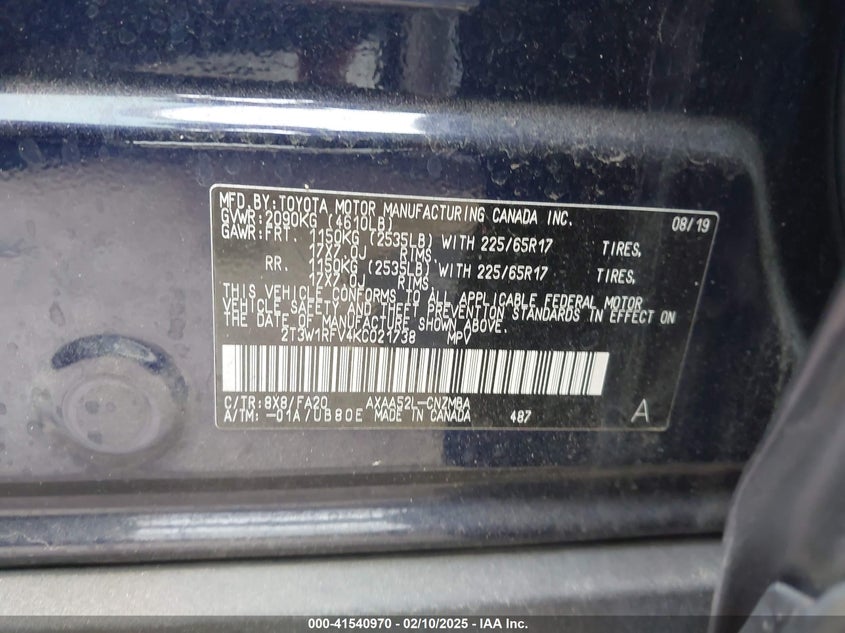 MFD.BY:TOYOTA MOTOR MANUFACTURING CANADA INC. 08/19
GVWR:2090KG (4610LB)
GAWR:FRT. 1150KG (2535LB) WITH 225/65R17 TIRES,
17X7.0J RIMS.
RR. 1150KG (2535LB) WITH 225/65R17 TIRES,
17X7.0J RIMS.
THIS VEHICLE CONFORMS TO ALL APPLICABLE FEDERAL MOTOR
VEHICLE SAFETY AND THEFT PREVENTION STANDARDS IN EFFECT ON
THE DATE OF MANUFACTURE SHOWN ABOVE.
2T3W1RFV4KC021738 MPV
C/TR:8X8/FA20 AXAA52L-CNZMBA
A/TM:-01A/UB80E MADE IN CANADA 487 A
000-41540970 - 02/10/2025 - IAA Inc.